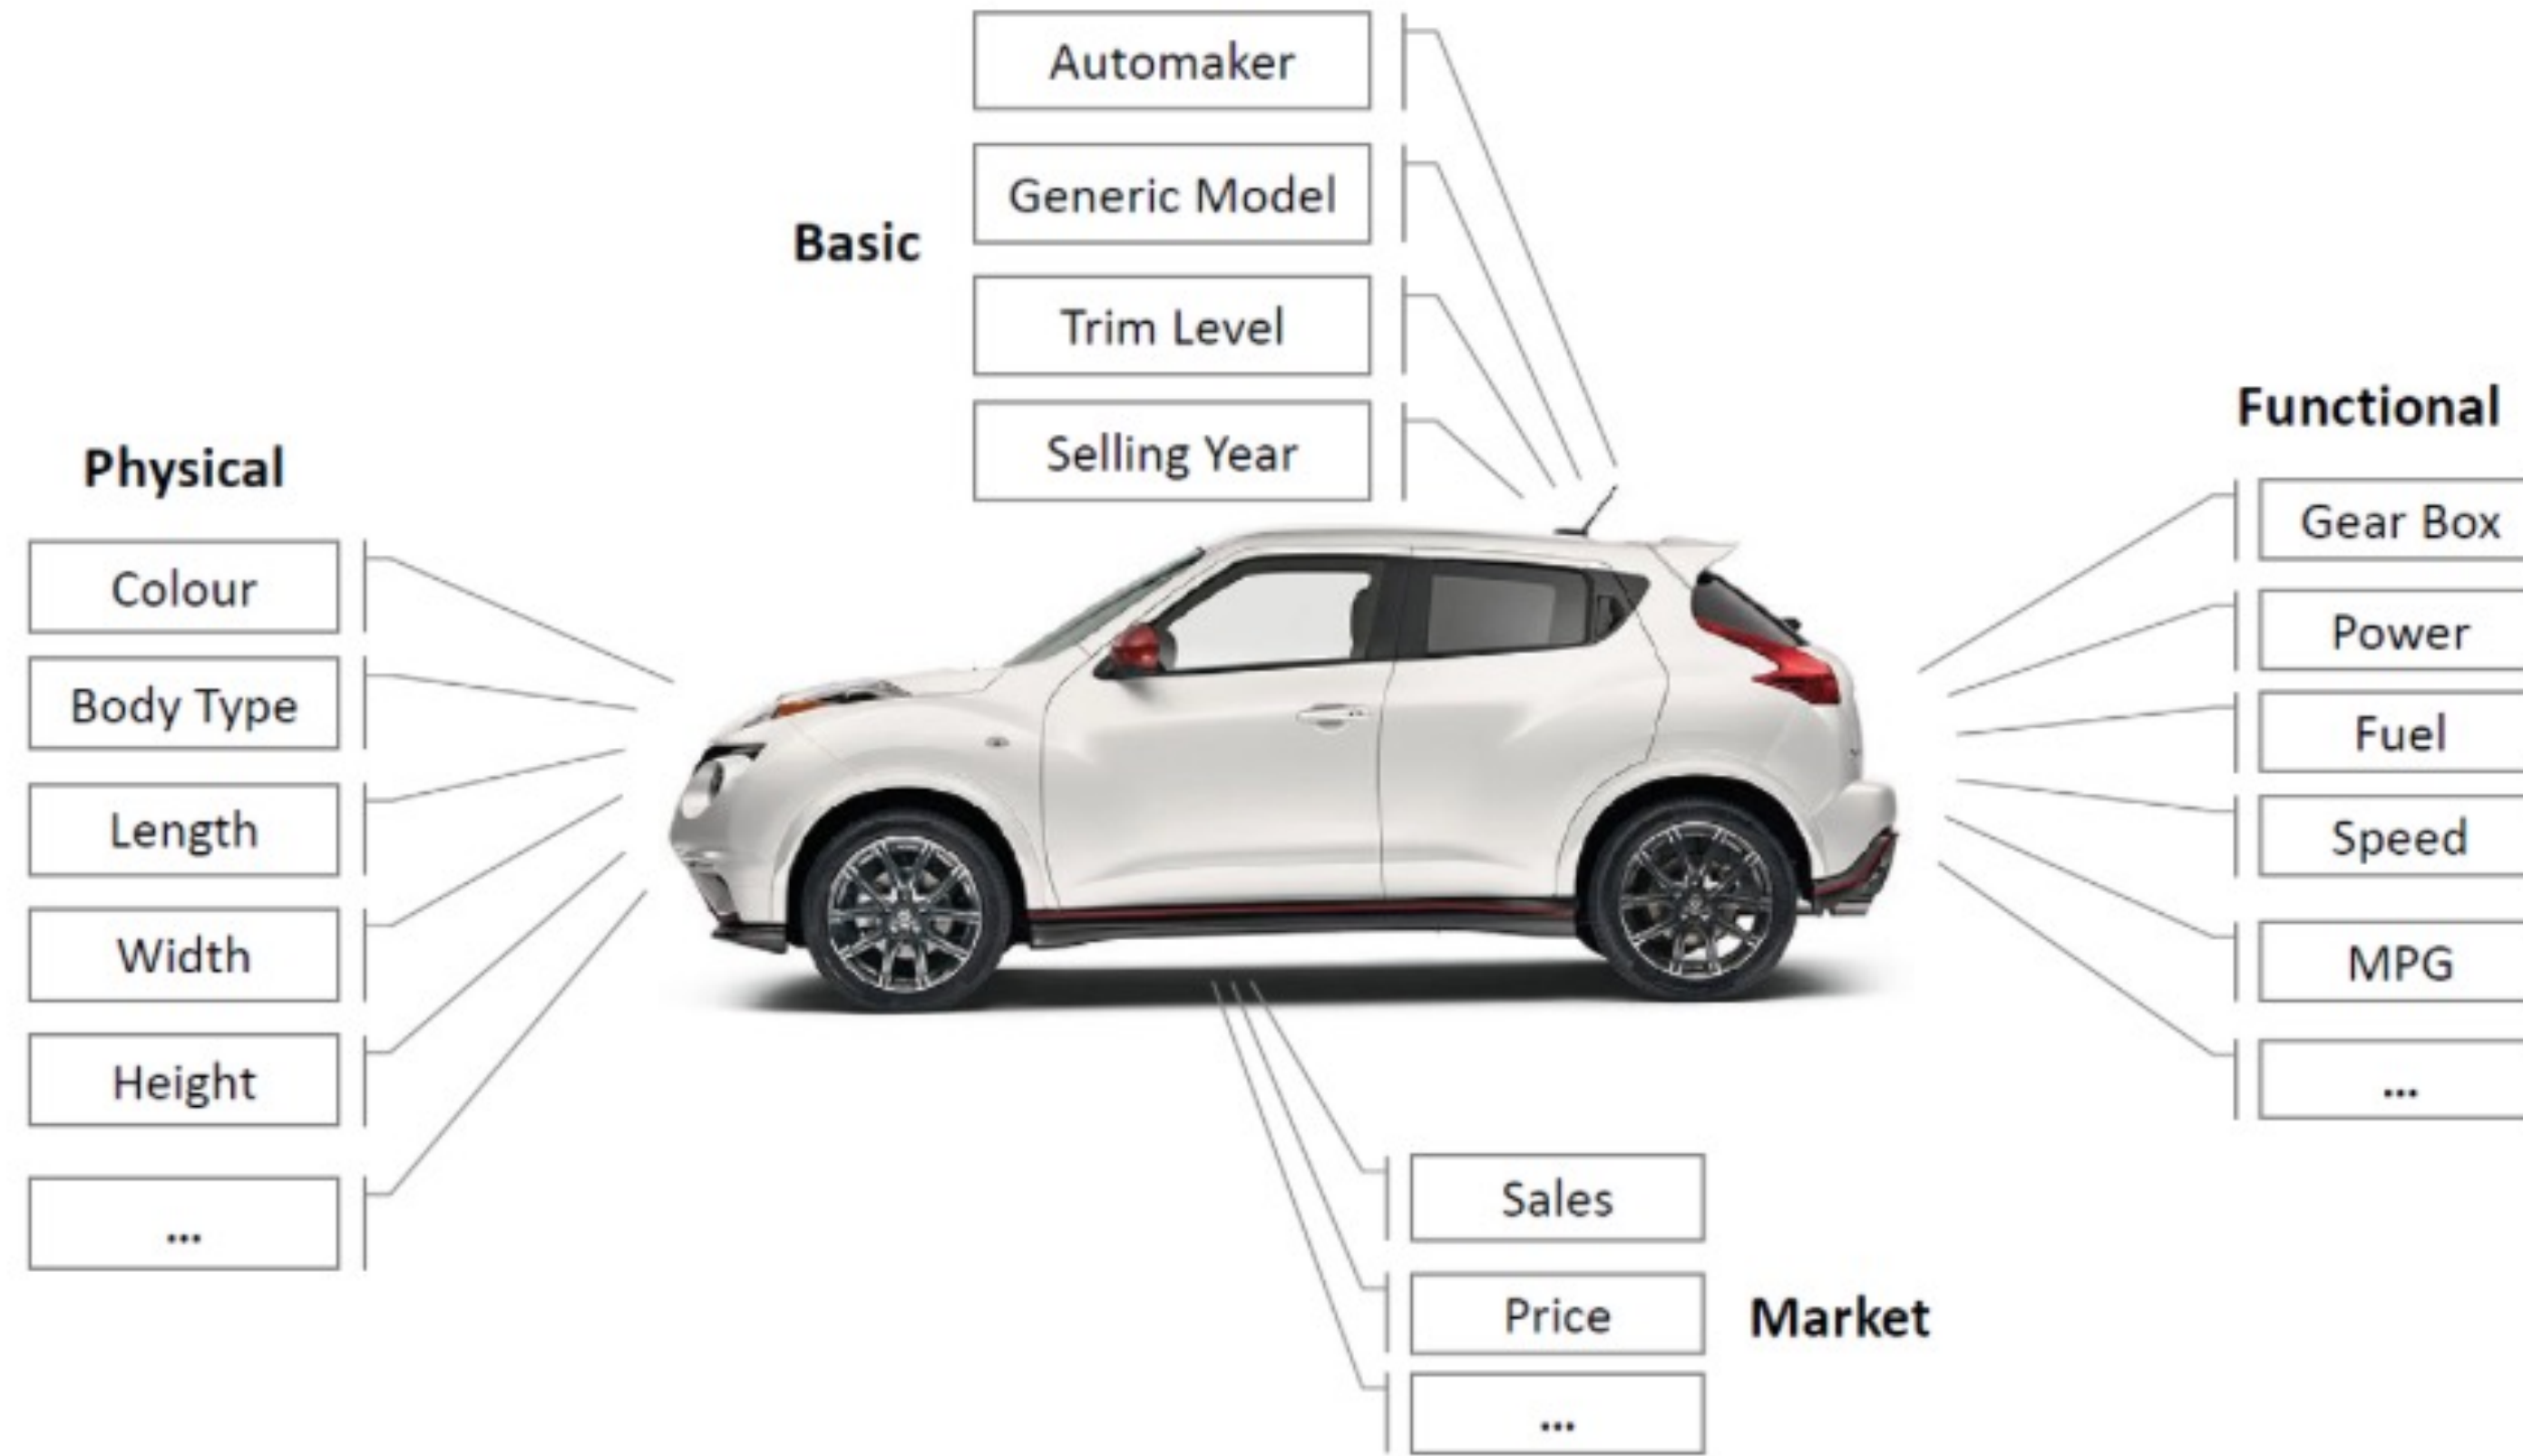 Basic
Automaker
Generic Model
Trim Level
Selling Year
Physical
Colour
Body Type
Length
Width
Height
...
Functional
Gear Box
Power
Fuel
Speed
MPG
...
Market
Sales
Price
...